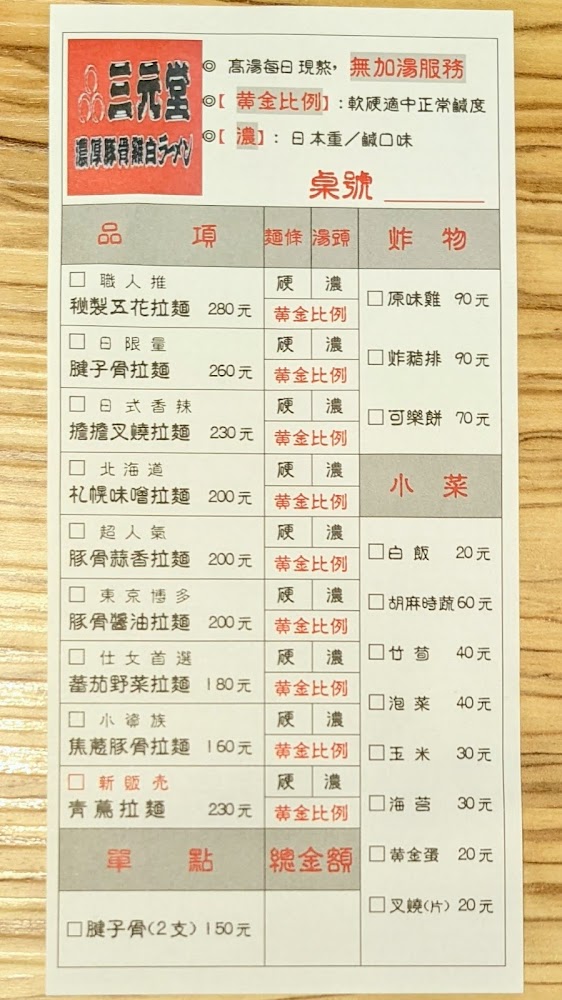 三元堂
濃厚豚骨雞白ラーメン
◎ 高湯每日現熬，無加湯服務
◎【黃金比例】：軟硬適中正常鹹度
◎【濃】：日本重／鹹口味
桌號
品項 麵條 湯頭
□ 職人推 硬 濃
秘製五花拉麵 280元 黃金比例
□ 日限量 硬 濃
腱子骨拉麵 260元 黃金比例
□ 日式香辣 硬 濃
擔擔叉燒拉麵 230元 黃金比例
□ 北海道 硬 濃
札幌味噌拉麵 200元 黃金比例
□ 超人氣 硬 濃
豚骨蒜香拉麵 200元 黃金比例
□ 東京博多 硬 濃
豚骨醬油拉麵 200元 黃金比例
□ 仕女首選 硬 濃
蕃茄野菜拉麵 180元 黃金比例
□ 小資族 硬 濃
焦蔥豚骨拉麵 160元 黃金比例
□ 新販売 硬 濃
青蔥拉麵 230元 黃金比例
單點 總金額
□腱子骨(2支) 150元
炸物
□原味雞 90元
□炸豬排 90元
□可樂餅 70元
小菜
□白飯 20元
□胡麻時蔬 60元
□竹筍 40元
□泡菜 40元
□玉米 30元
□海苔 30元
□黃金蛋 20元
□叉燒(片) 20元